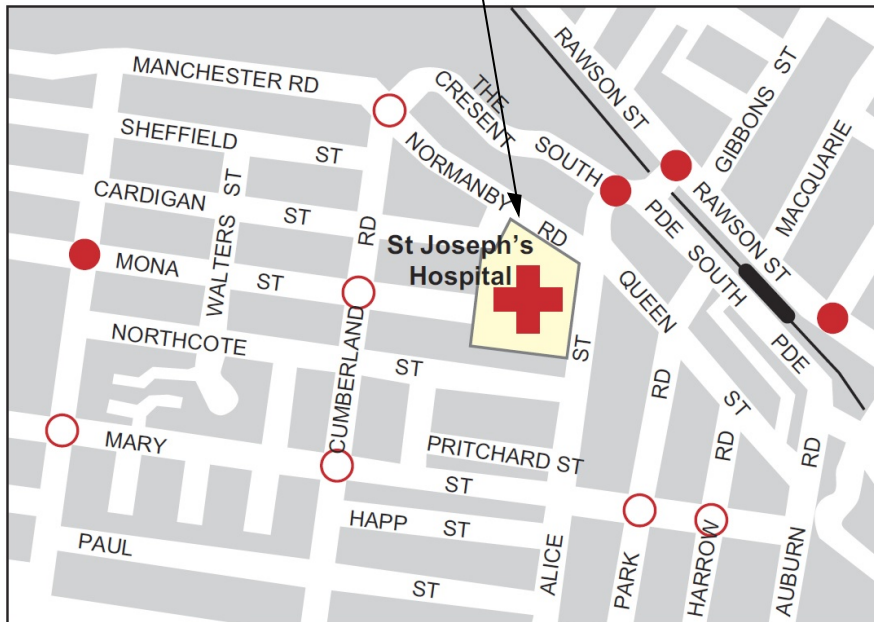 MANCHESTER RD
THE
CRESENT
RAWSON ST
GIBBONS ST
MACQUARIE
SHEFFIELD ST
NORMANBY RD
SOUTH PDE
RAWSON ST
CARDIGAN ST
WALTERS ST
St Joseph's
Hospital
SOUTH PDE
MONA ST
QUEEN ST
NORTHCOTE ST
CUMBERLAND RD
MARY ST
PRITCHARD ST
HAPP ST
PAUL ST
ALICE ST
PARK RD
HARROW RD
AUBURN RD